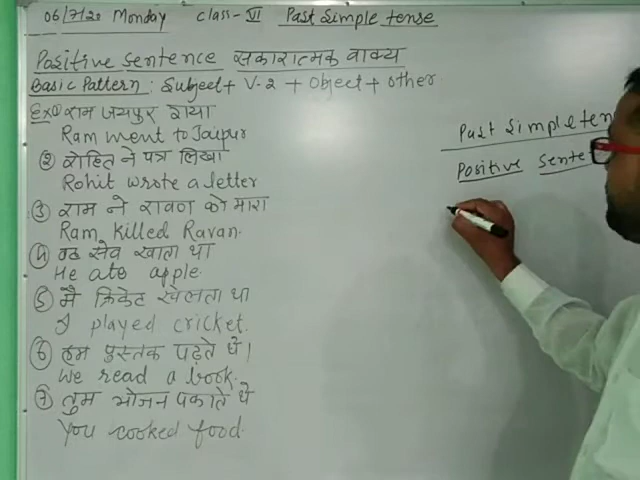 06/7/20 Monday class-VI Past Simple tense
Positive sentence सकारात्मक वाक्य
Basic Pattern: Subject + V-2 + Object + other
Ex① राम जयपुर गया
Ram went to Jaipur
② रोहित ने पत्र लिखा
Rohit wrote a letter
③ राम ने रावण को मारा
Ram killed Ravan.
④ वह सेव खाता था
He ate apple.
⑤ मै क्रिकेट खेलता था
I played cricket.
⑥ हम पुस्तक पढ़ते थे।
We read a book.
⑦ तुम भोजन पकाते थे
You cooked food
Past Simple ten
Positive Sente